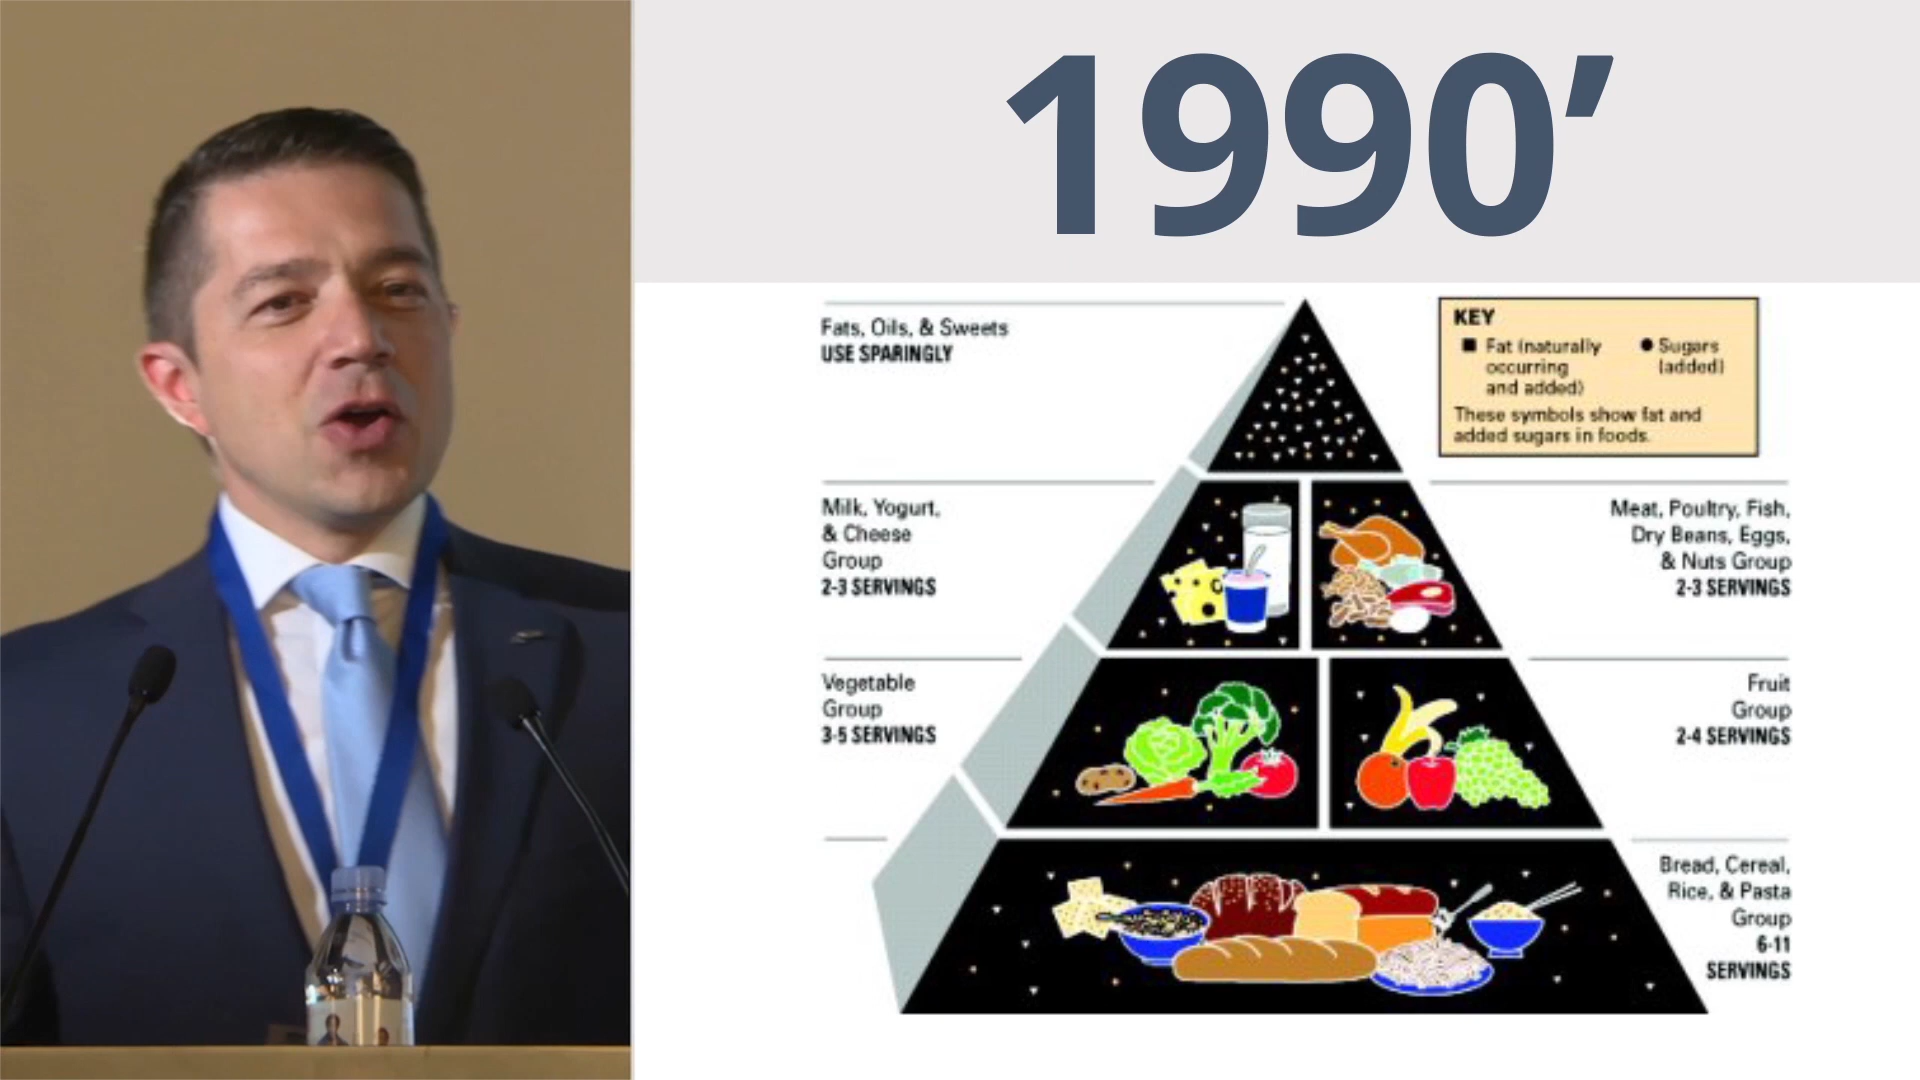 1990’
Fats, Oils, & Sweets
USE SPARINGLY
KEY
Fat (naturally
occurring
and added)
Sugars
(added)
These symbols show fat and
added sugars in foods.
Milk, Yogurt,
& Cheese
Group
2-3 SERVINGS
Meat, Poultry, Fish,
Dry Beans, Eggs,
& Nuts Group
2-3 SERVINGS
Vegetable
Group
3-5 SERVINGS
Fruit
Group
2-4 SERVINGS
Bread, Cereal,
Rice, & Pasta
Group
6-11
SERVINGS